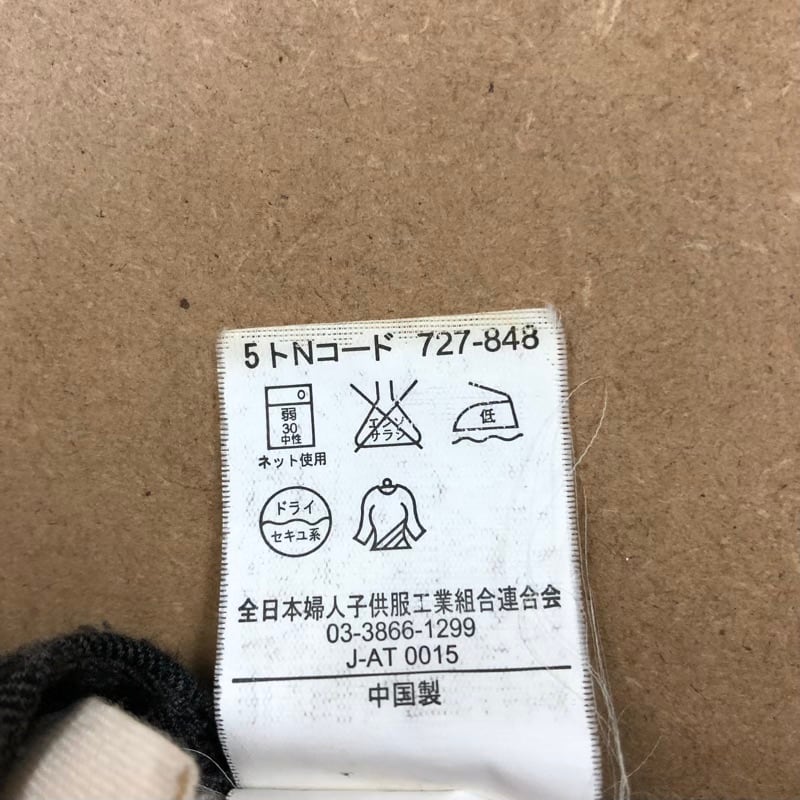 5トNコード 727-848
弱
30
中性
ネット使用
エンソ
サラシ
低
ドライ
セキユ系
全日本婦人子供服工業組合連合会
03-3866-1299
J-AT 0015
中国製